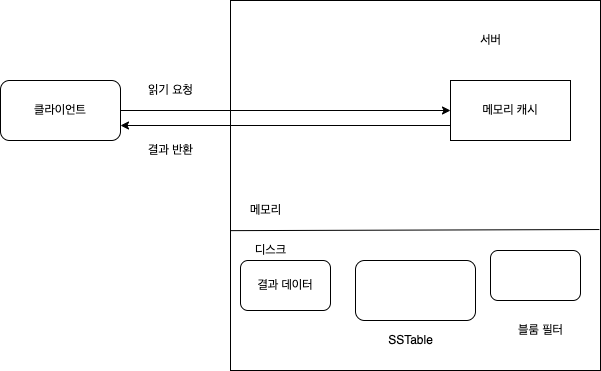 서버
읽기 요청
클라이언트
메모리 캐시
결과 반환
메모리
디스크
결과 데이터
블룸 필터
SSTable